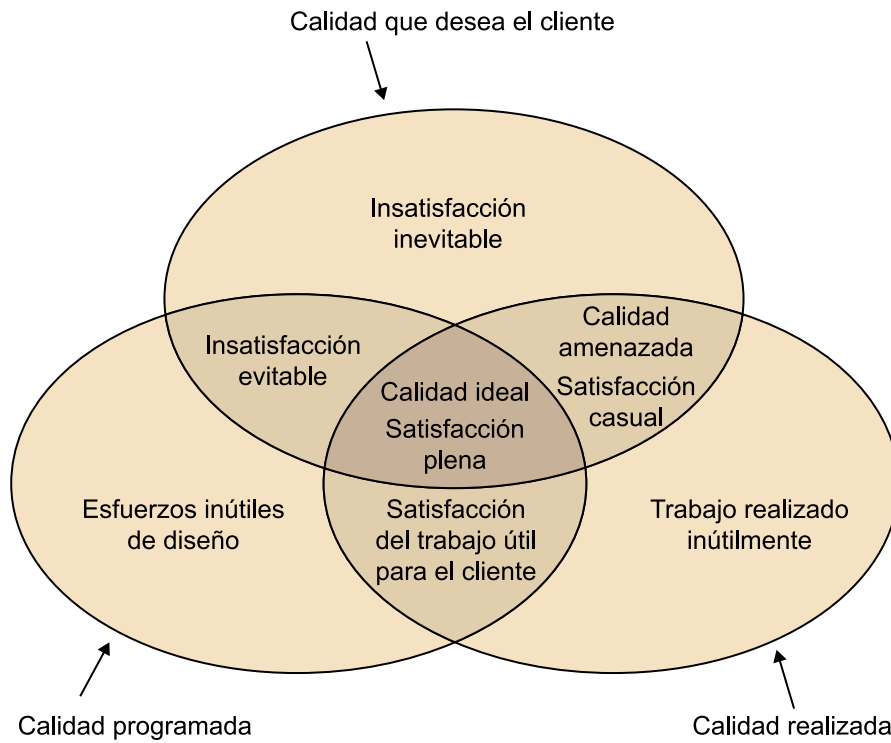 Calidad que desea el cliente
Insatisfacción
inevitable
Calidad
amenazada
Satisfacción
casual
Insatisfacción
evitable
Calidad ideal
Satisfacción
plena
Esfuerzos inútiles
de diseño
Satisfacción
del trabajo útil
para el cliente
Trabajo realizado
inútilmente
Calidad programada
Calidad realizada